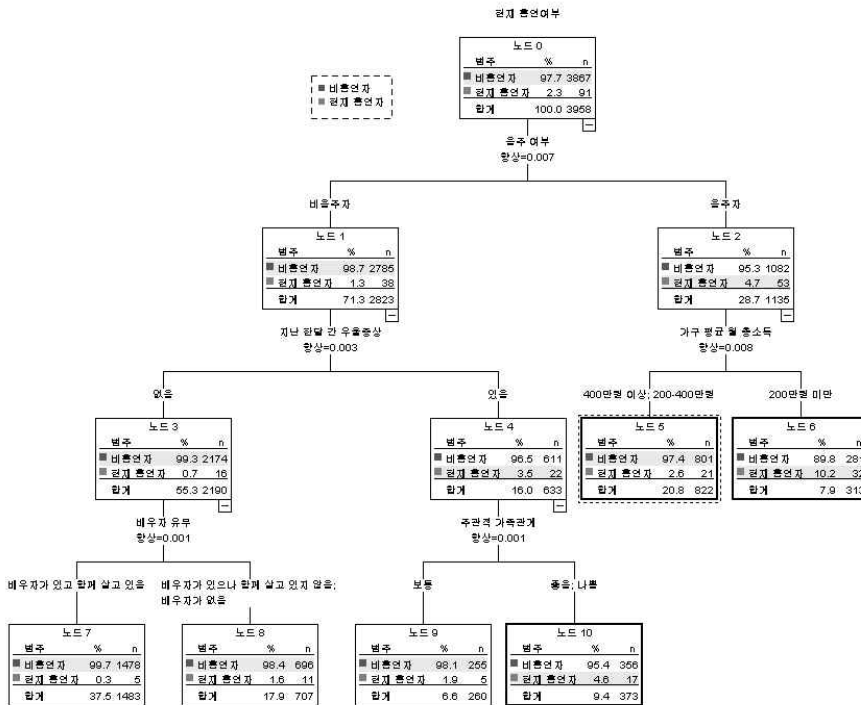 현재 흡연여부
노드 0
범주 % n
비흡연자 97.7 3867
현재 흡연자 2.3 91
합계 100.0 3958
비흡연자
현재 흡연자
음주 여부
향상=0.007
비음주자
음주자
노드 1
범주 % n
비흡연자 98.7 2785
현재 흡연자 1.3 38
합계 71.3 2823
노드 2
범주 % n
비흡연자 95.3 1082
현재 흡연자 4.7 53
합계 28.7 1135
지난 한달 간 우울증상
향상=0.003
가구 평균 월 총소득
향상=0.008
없음
있음
400만원 이상; 200-400만원
200만원 미만
노드 3
범주 % n
비흡연자 99.3 2174
현재 흡연자 0.7 16
합계 55.3 2190
노드 4
범주 % n
비흡연자 96.5 611
현재 흡연자 3.5 22
합계 16.0 633
노드 5
범주 % n
비흡연자 97.4 801
현재 흡연자 2.6 21
합계 20.8 822
노드 6
범주 % n
비흡연자 89.8 281
현재 흡연자 10.2 32
합계 7.9 313
배우자 유무
향상=0.001
주관적 가족관계
향상=0.001
배우자가 있고 함께 살고 있음
배우자가 있으나 함께 살고 있지 않음;
배우자가 없음
보통
좋음; 나쁨
노드 7
범주 % n
비흡연자 99.7 1478
현재 흡연자 0.3 5
합계 37.5 1483
노드 8
범주 % n
비흡연자 98.4 696
현재 흡연자 1.6 11
합계 17.9 707
노드 9
범주 % n
비흡연자 98.1 255
현재 흡연자 1.9 5
합계 6.6 260
노드 10
범주 % n
비흡연자 95.4 356
현재 흡연자 4.6 17
합계 9.4 373